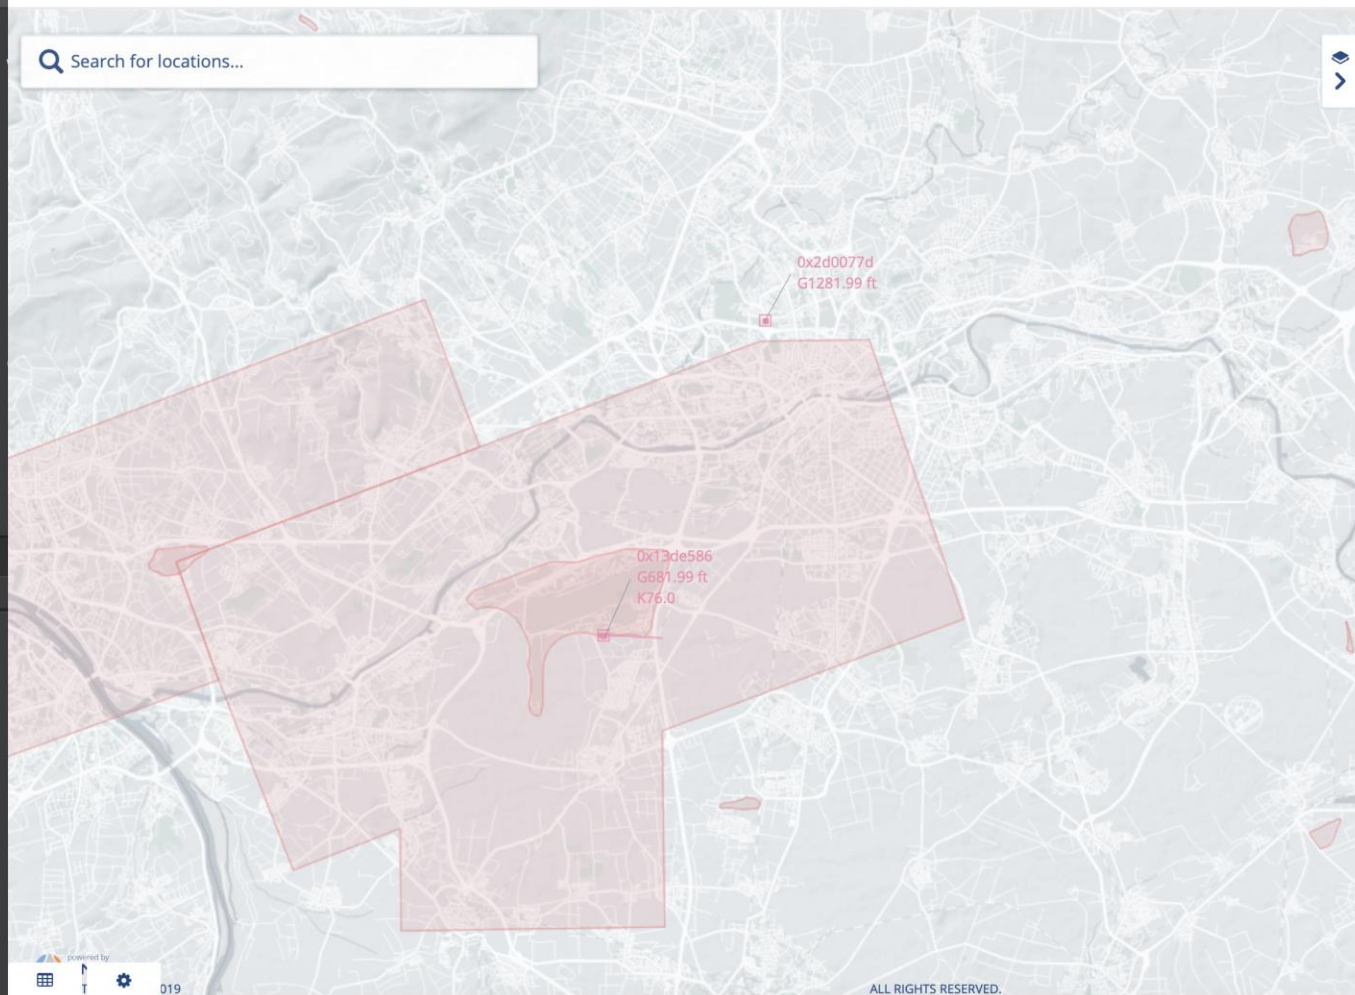 Search for locations...
0x2d0077d
G1281.99 ft
0x13de586
G681.99 ft
K76.0
powered by
019
ALL RIGHTS RESERVED.